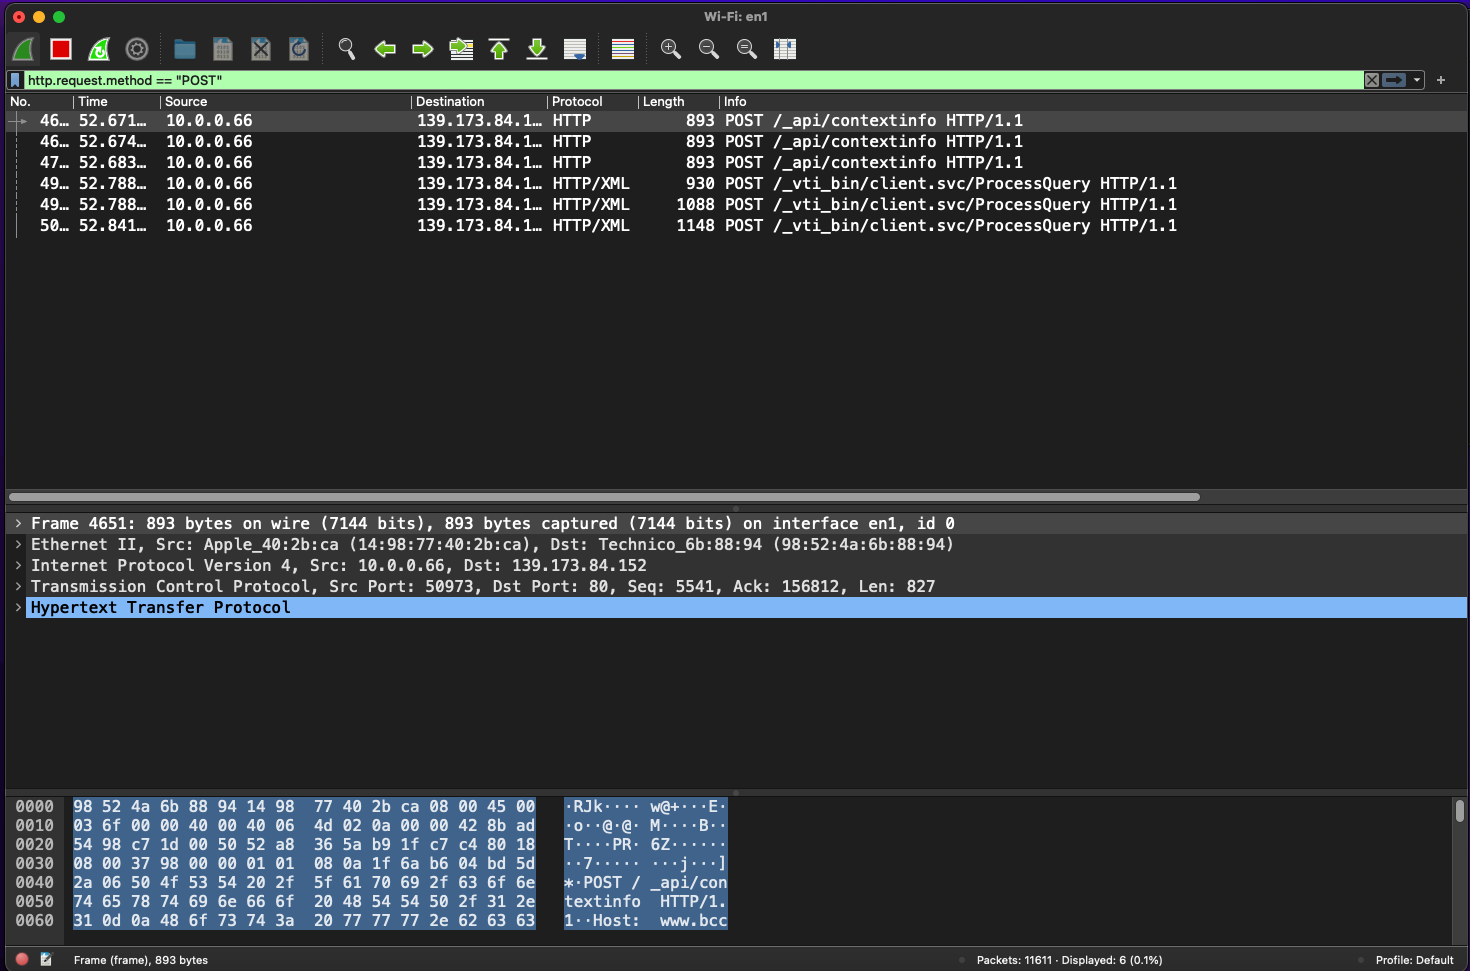 Wi-Fi: en1
http.request.method == "POST"
No. Time Source Destination Protocol Length Info
46… 52.671… 10.0.0.66 139.173.84.1… HTTP 893 POST /_api/contextinfo HTTP/1.1
46… 52.674… 10.0.0.66 139.173.84.1… HTTP 893 POST /_api/contextinfo HTTP/1.1
47… 52.683… 10.0.0.66 139.173.84.1… HTTP 893 POST /_api/contextinfo HTTP/1.1
49… 52.788… 10.0.0.66 139.173.84.1… HTTP/XML 930 POST /_vti_bin/client.svc/ProcessQuery HTTP/1.1
49… 52.788… 10.0.0.66 139.173.84.1… HTTP/XML 1088 POST /_vti_bin/client.svc/ProcessQuery HTTP/1.1
50… 52.841… 10.0.0.66 139.173.84.1… HTTP/XML 1148 POST /_vti_bin/client.svc/ProcessQuery HTTP/1.1
Frame 4651: 893 bytes on wire (7144 bits), 893 bytes captured (7144 bits) on interface en1, id 0
Ethernet II, Src: Apple_40:2b:ca (14:98:77:40:2b:ca), Dst: Technico_6b:88:94 (98:52:4a:6b:88:94)
Internet Protocol Version 4, Src: 10.0.0.66, Dst: 139.173.84.152
Transmission Control Protocol, Src Port: 50973, Dst Port: 80, Seq: 5541, Ack: 156812, Len: 827
Hypertext Transfer Protocol
0000 98 52 4a 6b 88 94 14 98 77 40 2b ca 08 00 45 00 ·RJk···· w@+···E·
0010 03 6f 00 00 40 00 40 06 4d 02 0a 00 00 42 8b ad ·o··@·@· M····B··
0020 54 98 c7 1d 00 50 52 a8 36 5a b9 1f c7 c4 80 18 T····PR· 6Z······
0030 08 00 37 98 00 00 01 01 08 0a 1f 6a b6 04 bd 5d ··7····· ···j···]
0040 2a 06 50 4f 53 54 20 2f 5f 61 70 69 2f 63 6f 6e *·POST / _api/con
0050 74 65 78 74 69 6e 66 6f 20 48 54 54 50 2f 31 2e textinfo HTTP/1.
0060 31 0d 0a 48 6f 73 74 3a 20 77 77 77 2e 62 63 63 1··Host: www.bcc
Frame (frame), 893 bytes Packets: 11611 · Displayed: 6 (0.1%) Profile: Default